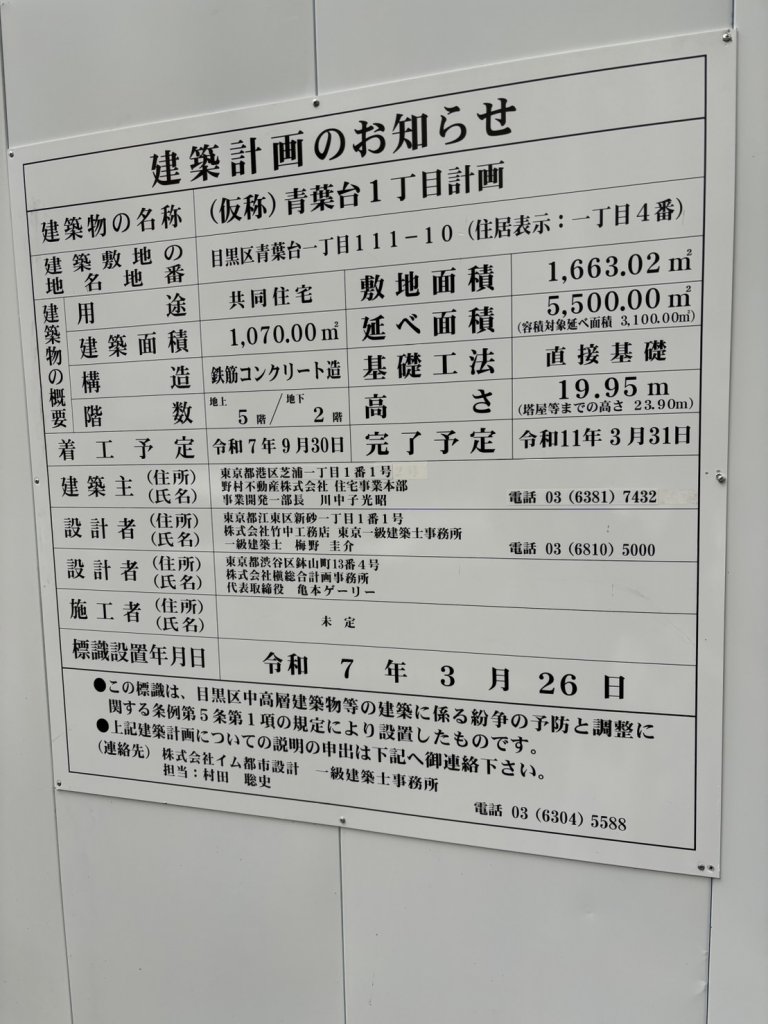 建築計画のお知らせ
建築物の名称 (仮称)青葉台1丁目計画
建築敷地の地名地番 目黒区青葉台一丁目111-10 (住居表示:一丁目4番)
建築物の概要
用途 共同住宅 敷地面積 1,663.02㎡
建築面積 1,070.00㎡ 延べ面積 5,500.00㎡
(容積対象延べ面積 3,100.00㎡)
構造 鉄筋コンクリート造 基礎工法 直接基礎
階数 地上 5階/地下 2階 高さ 19.95m
(塔屋等までの高さ 23.90m)
着工予定 令和7年9月30日 完了予定 令和11年3月31日
建築主 (住所) 東京都港区芝浦一丁目1番1号
(氏名) 野村不動産株式会社 住宅事業本部
事業開発一部長 川中子光昭 電話 03(6381)7432
設計者 (住所) 東京都江東区新砂一丁目1番1号
(氏名) 株式会社竹中工務店 東京一級建築士事務所
一級建築士 梅野 圭介 電話 03(6810)5000
設計者 (住所) 東京都渋谷区鉢山町13番4号
(氏名) 株式会社槇総合計画事務所
代表取締役 亀本ゲーリー
施工者 (住所)
(氏名) 未定
標識設置年月日 令和 7 年 3 月 26 日
●この標識は、目黒区中高層建築物等の建築に係る紛争の予防と調整に
関する条例第5条第1項の規定により設置したものです。
●上記建築計画についての説明の申出は下記へ御連絡下さい。
(連絡先) 株式会社イム都市設計 一級建築士事務所
担当:村田 聡史
電話 03(6304)5588